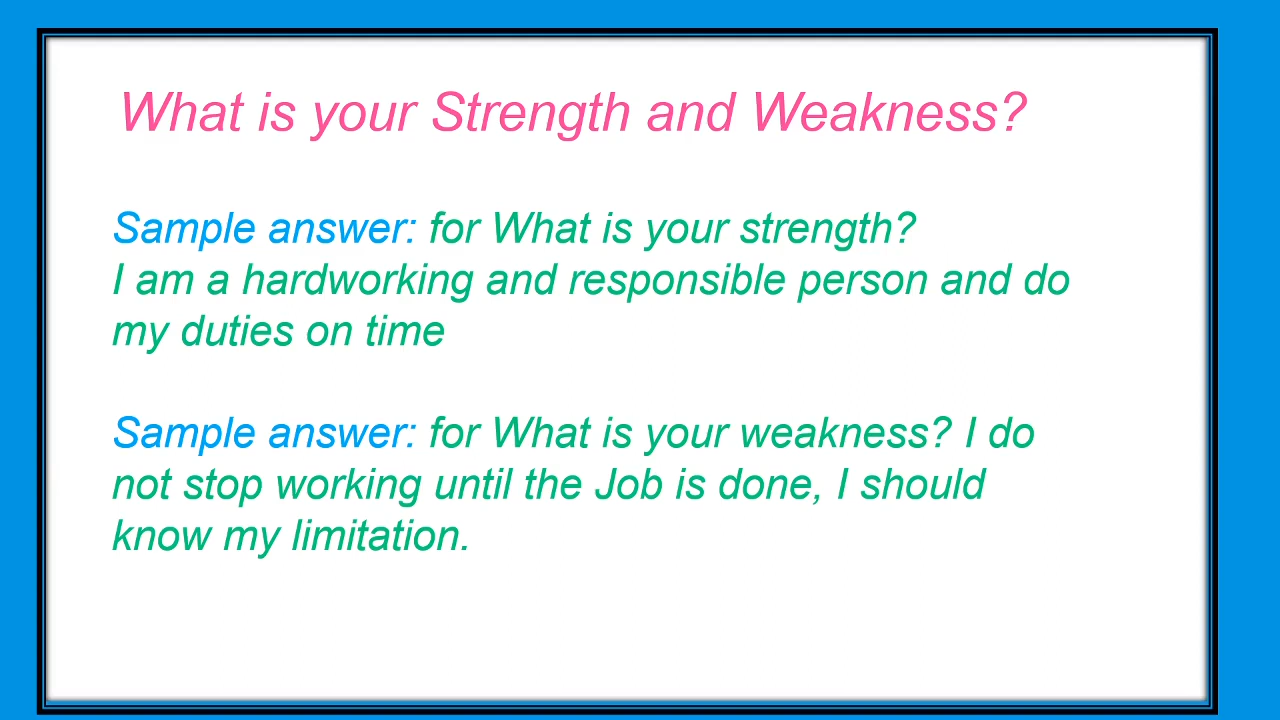 What is your Strength and Weakness?
Sample answer: for What is your strength?
I am a hardworking and responsible person and do
my duties on time
Sample answer: for What is your weakness? I do
not stop working until the Job is done, I should
know my limitation.